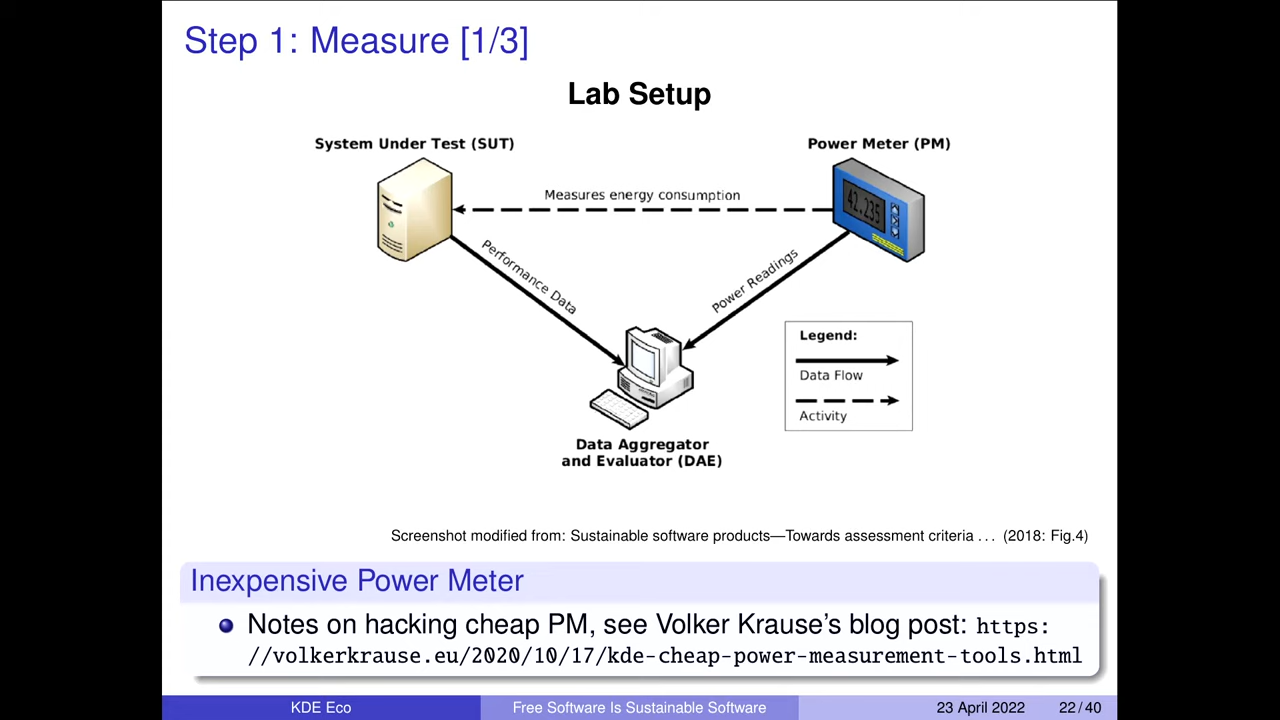 Step 1: Measure [1/3]
Lab Setup
System Under Test (SUT)
Power Meter (PM)
Measures energy consumption
42.235
Performance Data
Power Readings
Legend:
Data Flow
Activity
Data Aggregator
and Evaluator (DAE)
Screenshot modified from: Sustainable software products—Towards assessment criteria . . . (2018: Fig.4)
Inexpensive Power Meter
Notes on hacking cheap PM, see Volker Krause's blog post: https:
//volkerkrause.eu/2020/10/17/kde-cheap-power-measurement-tools.html
KDE Eco
Free Software Is Sustainable Software
23 April 2022
22 / 40